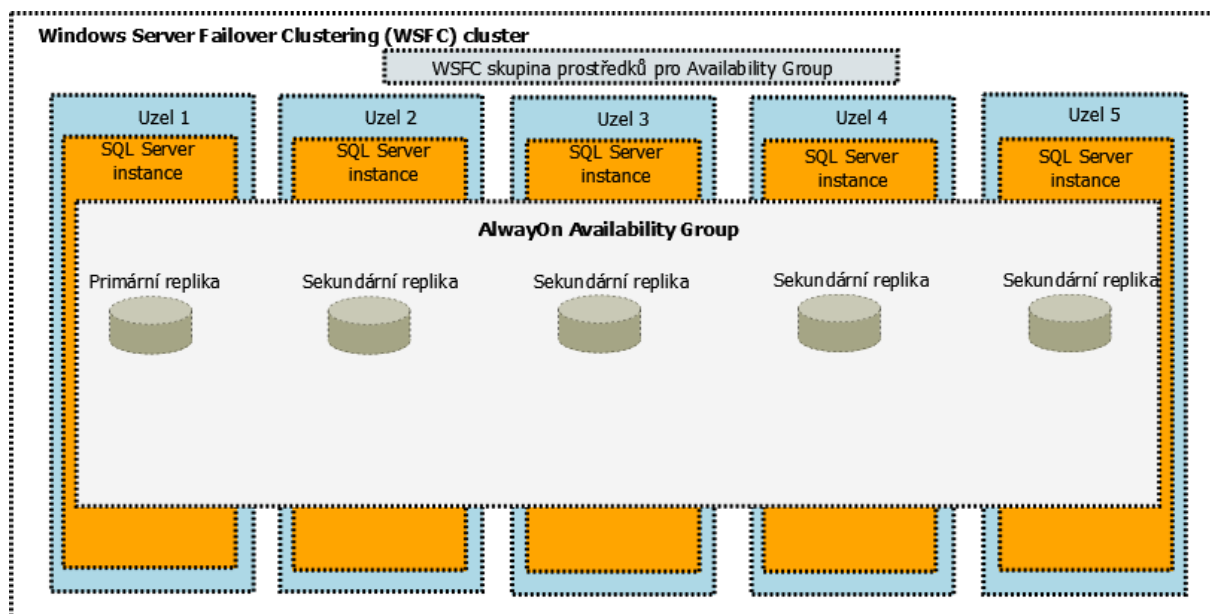 Windows Server Failover Clustering (WSFC) cluster
WSFC skupina prostředků pro Availability Group
Uzel 1
SQL Server
instance
Uzel 2
SQL Server
instance
Uzel 3
SQL Server
instance
Uzel 4
SQL Server
instance
Uzel 5
SQL Server
instance
AlwayOn Availability Group
Primární replika
Sekundární replika
Sekundární replika
Sekundární replika
Sekundární replika